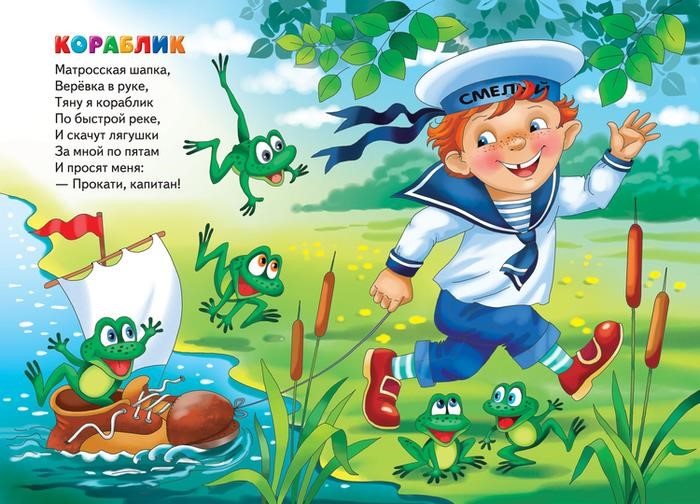 КОРАБЛИК
Матросская шапка,
Верёвка в руке,
Тяну я кораблик
По быстрой реке,
И скачут лягушки
За мной по пятам
И просят меня:
— Прокати, капитан!
СМЕЛЫЙ